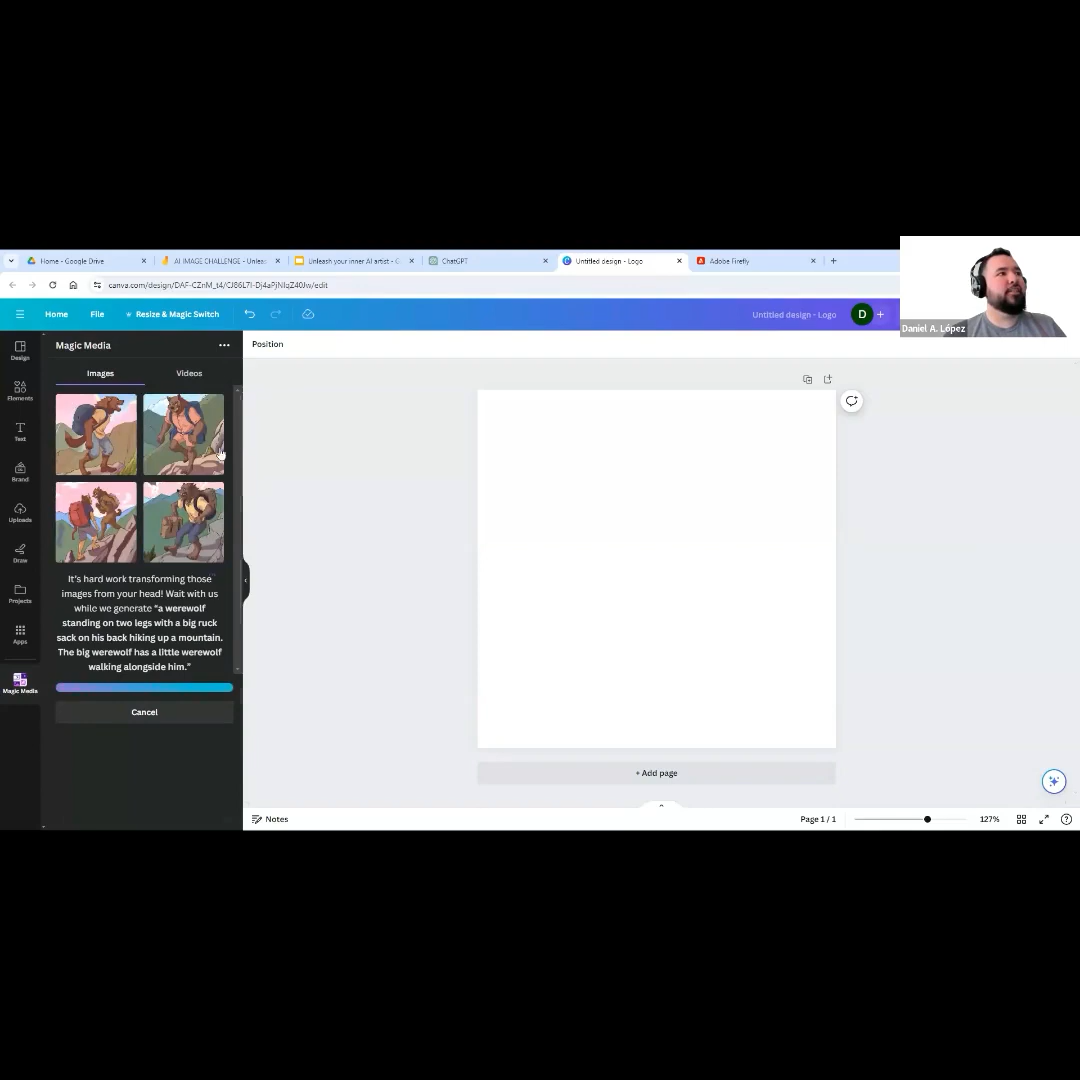 Home - Google Drive
AI IMAGE CHALLENGE - Unleas
Unleash your inner AI artist - G
ChatGPT
Untitled design - Logo
Adobe Firefly
Home
File
Resize & Magic Switch
Untitled design - Logo
D
Daniel A. López
Magic Media
Position
Images
Videos
Design
Elements
Text
Brand
Uploads
Draw
Projects
Apps
Magic Media
It's hard work transforming those
images from your head! Wait with us
while we generate "a werewolf
standing on two legs with a big ruck
sack on his back hiking up a mountain.
The big werewolf has a little werewolf
walking alongside him."
Cancel
+ Add page
Notes
Page 1 / 1
127%